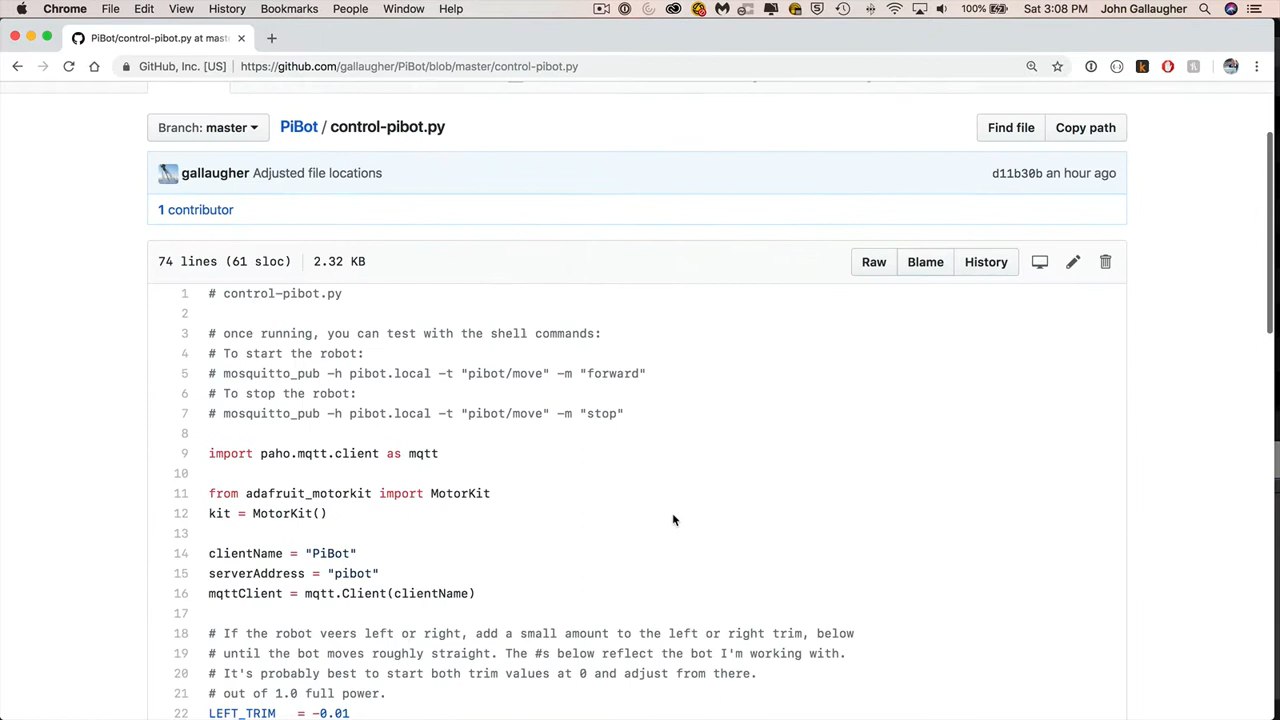 Chrome File Edit View History Bookmarks People Window Help 100% Sat 3:08 PM John Gallaugher
PiBot/control-pibot.py at mast
GitHub, Inc. [US] https://github.com/gallaugher/PiBot/blob/master/control-pibot.py
Branch: master PiBot / control-pibot.py Find file Copy path
gallaugher Adjusted file locations d11b30b an hour ago
1 contributor
74 lines (61 sloc) 2.32 KB Raw Blame History
1 # control-pibot.py
2
3 # once running, you can test with the shell commands:
4 # To start the robot:
5 # mosquitto_pub -h pibot.local -t "pibot/move" -m "forward"
6 # To stop the robot:
7 # mosquitto_pub -h pibot.local -t "pibot/move" -m "stop"
8
9 import paho.mqtt.client as mqtt
10
11 from adafruit_motorkit import MotorKit
12 kit = MotorKit()
13
14 clientName = "PiBot"
15 serverAddress = "pibot"
16 mqttClient = mqtt.Client(clientName)
17
18 # If the robot veers left or right, add a small amount to the left or right trim, below
19 # until the bot moves roughly straight. The #s below reflect the bot I'm working with.
20 # It's probably best to start both trim values at 0 and adjust from there.
21 # out of 1.0 full power.
22 LEFT_TRIM = -0.01